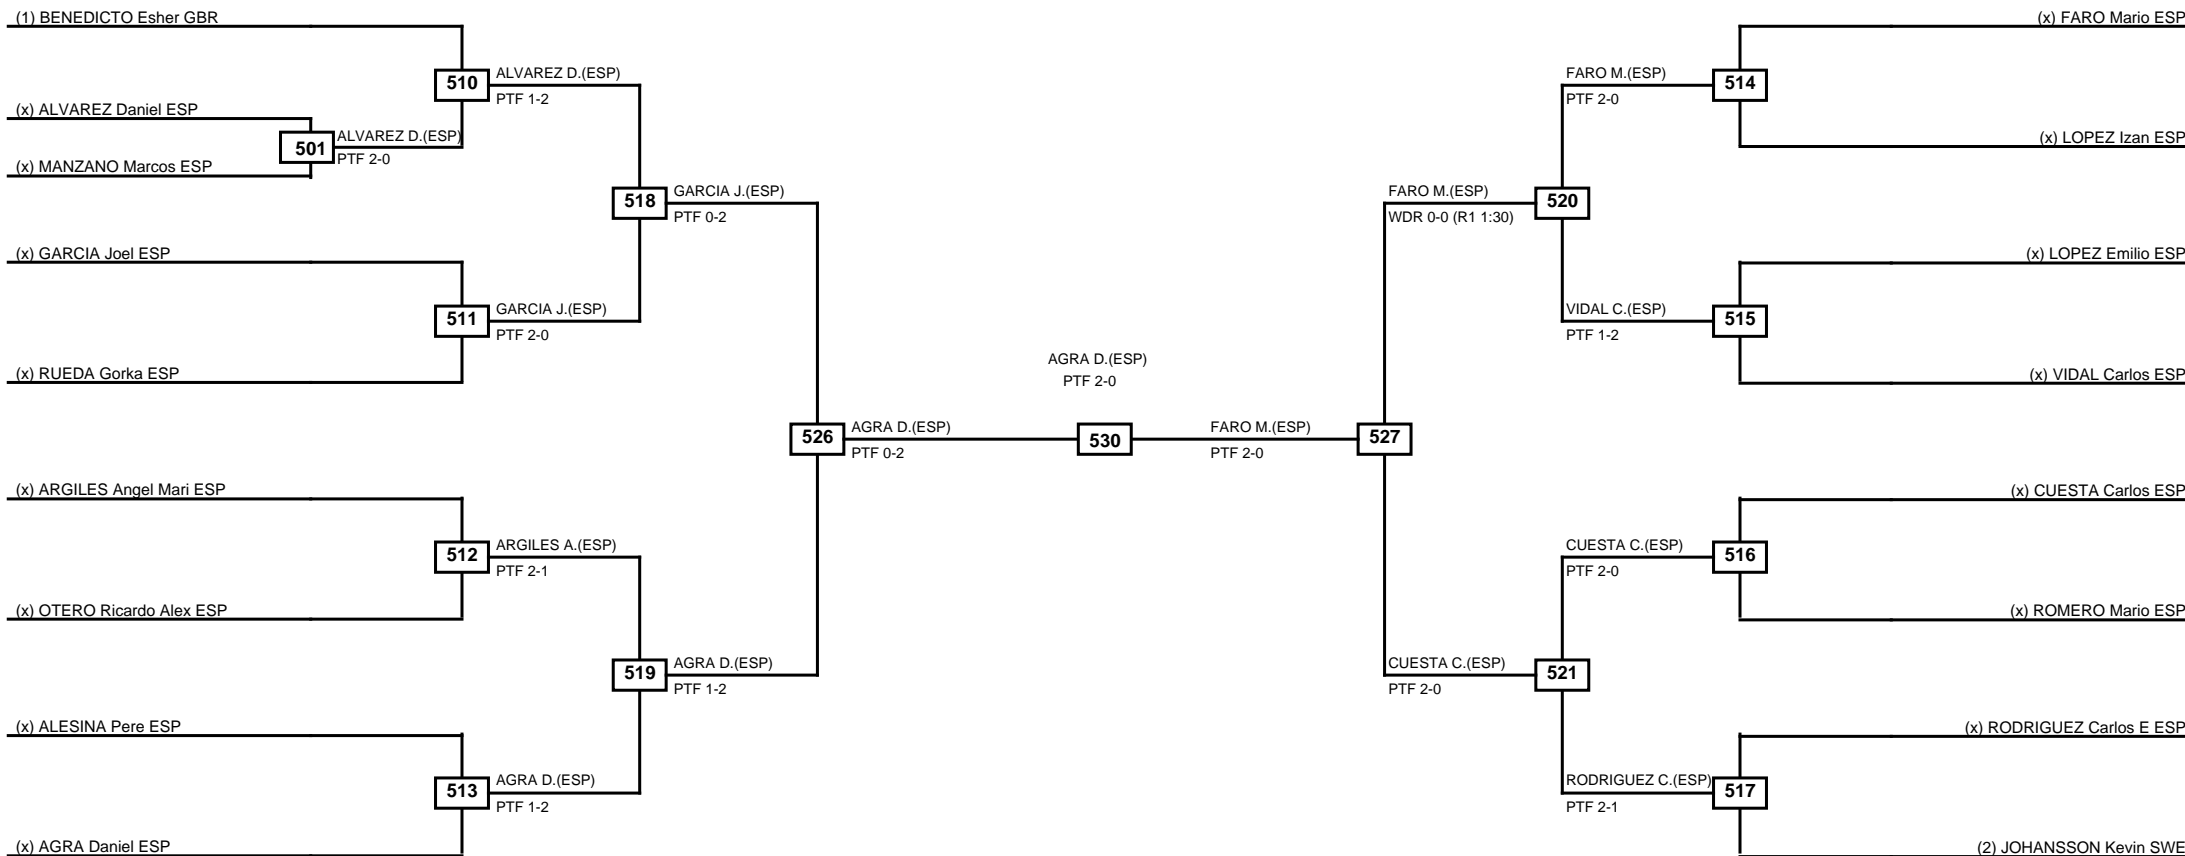 (1) BENEDICTO Esher GBR
(x) ALVAREZ Daniel ESP
(x) MANZANO Marcos ESP
(x) GARCIA Joel ESP
(x) RUEDA Gorka ESP
(x) ARGILES Angel Mari ESP
(x) OTERO Ricardo Alex ESP
(x) ALESINA Pere ESP
(x) AGRA Daniel ESP
501
ALVAREZ D.(ESP)
PTF 2-0
510
ALVAREZ D.(ESP)
PTF 1-2
511
GARCIA J.(ESP)
PTF 2-0
512
ARGILES A.(ESP)
PTF 2-1
513
AGRA D.(ESP)
PTF 1-2
518
GARCIA J.(ESP)
PTF 0-2
519
AGRA D.(ESP)
PTF 1-2
526
AGRA D.(ESP)
PTF 0-2
AGRA D.(ESP)
PTF 2-0
530
FARO M.(ESP)
PTF 2-0
527
FARO M.(ESP)
WDR 0-0 (R1 1:30)
520
CUESTA C.(ESP)
PTF 2-0
521
FARO M.(ESP)
PTF 2-0
514
VIDAL C.(ESP)
PTF 1-2
515
CUESTA C.(ESP)
PTF 2-0
516
RODRIGUEZ C.(ESP)
PTF 2-1
517
(x) FARO Mario ESP
(x) LOPEZ Izan ESP
(x) LOPEZ Emilio ESP
(x) VIDAL Carlos ESP
(x) CUESTA Carlos ESP
(x) ROMERO Mario ESP
(x) RODRIGUEZ Carlos E ESP
(2) JOHANSSON Kevin SWE